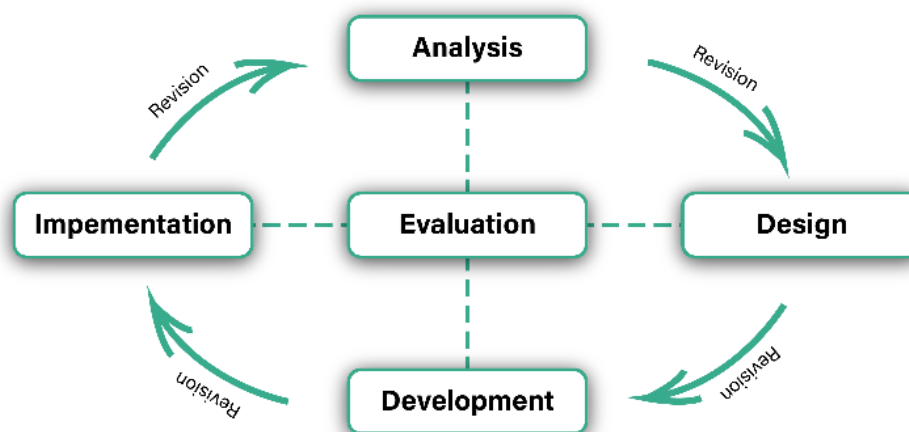 Analysis
Revision
Revision
Impementation
Evaluation
Design
Revision
Revision
Development